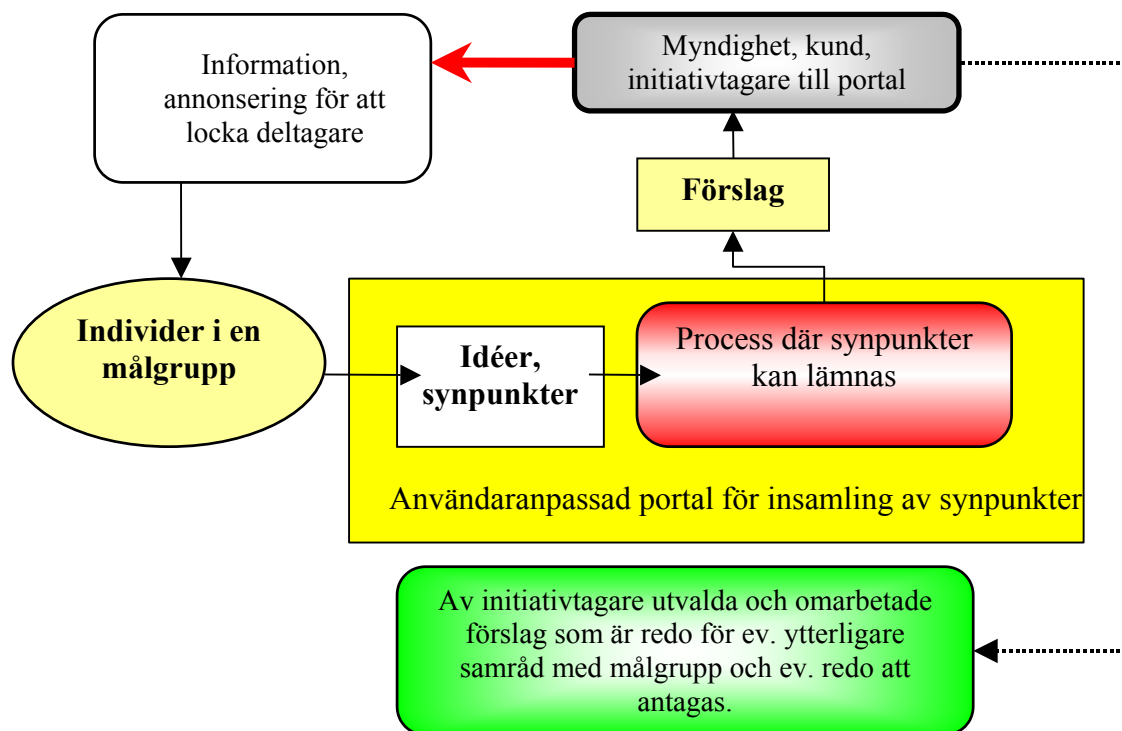 Information,
annonsering för att
locka deltagare
Myndighet, kund,
initiativtagare till portal
Förslag
Individer i en
målgrupp
Idéer,
synpunkter
Process där synpunkter
kan lämnas
Användaranpassad portal för insamling av synpunkter
Av initiativtagare utvalda och omarbetade
förslag som är redo för ev. ytterligare
samråd med målgrupp och ev. redo att
antagas.